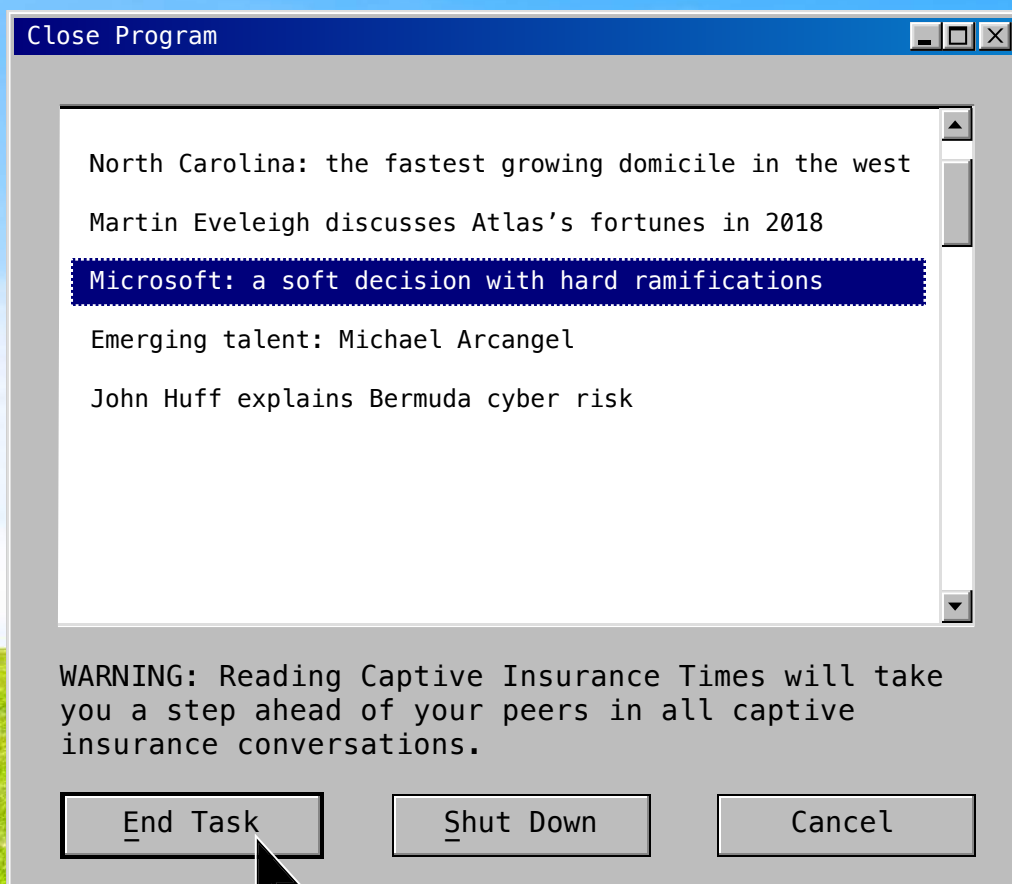 Close Program
North Carolina: the fastest growing domicile in the west
Martin Eveleigh discusses Atlas’s fortunes in 2018
Microsoft: a soft decision with hard ramifications
Emerging talent: Michael Arcangel
John Huff explains Bermuda cyber risk
WARNING: Reading Captive Insurance Times will take
you a step ahead of your peers in all captive
insurance conversations.
End Task
Shut Down
Cancel